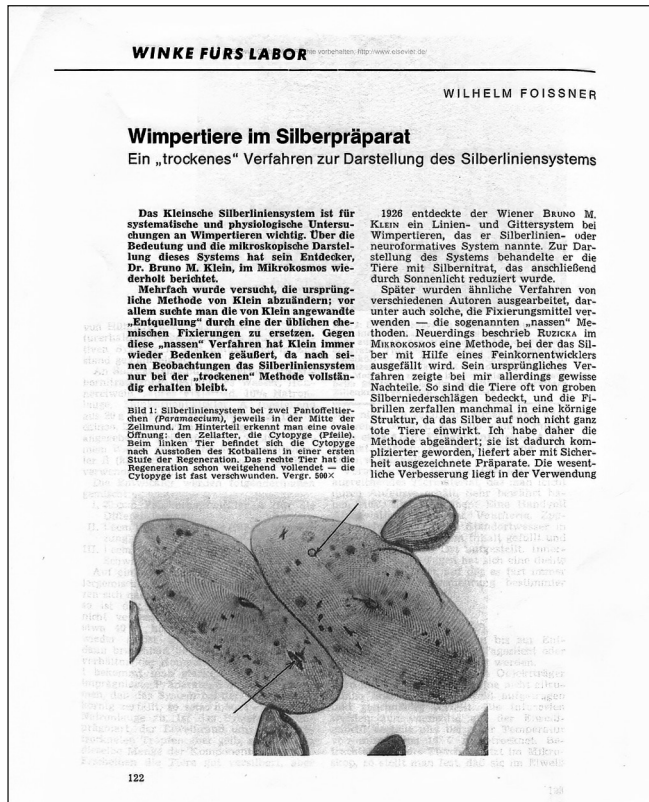 WINKE FÜRS LABOR
vorbehalten, http://www.elsevier.de/
WILHELM FOISSNER
Wimpertiere im Silberpräparat
Ein „trockenes“ Verfahren zur Darstellung des Silberliniensystems
Das Kleinsche Silberliniensystem ist für
systematische und physiologische Untersu-
chungen an Wimpertieren wichtig. Über die
Bedeutung und die mikroskopische Darstel-
lung dieses Systems hat sein Entdecker,
Dr. Bruno M. Klein, im Mikrokosmos wie-
derholt berichtet.
Mehrfach wurde versucht, die ursprüng-
liche Methode von Klein abzuändern; vor
allem suchte man die von Klein angewandte
„Entquellung“ durch eine der üblichen che-
mischen Fixierungen zu ersetzen. Gegen
diese „nassen“ Verfahren hat Klein immer
wieder Bedenken geäußert, da nach sei-
nen Beobachtungen das Silberliniensystem
nur bei der „trockenen“ Methode vollstän-
dig erhalten bleibt.
Bild 1: Silberliniensystem bei zwei Pantoffeltier-
chen (Paramaecium), jeweils in der Mitte der
Zellmund. Im Hinterteil erkennt man eine ovale
Öffnung: den Zellafter, die Cytopyge (Pfeile).
Beim linken Tier befindet sich die Cytopyge
nach Ausstoßen des Kotballens in einer ersten
Stufe der Regeneration. Das rechte Tier hat die
Regeneration schon weitgehend vollendet — die
Cytopyge ist fast verschwunden. Vergr. 500×
1926 entdeckte der Wiener BRUNO M.
KLEIN ein Linien- und Gittersystem bei
Wimpertieren, das er Silberlinien- oder
neuroformatives System nannte. Zur Dar-
stellung des Systems behandelte er die
Tiere mit Silbernitrat, das anschließend
durch Sonnenlicht reduziert wurde.
Später wurden ähnliche Verfahren von
verschiedenen Autoren ausgearbeitet, dar-
unter auch solche, die Fixierungsmittel ver-
wenden — die sogenannten „nassen“ Me-
thoden. Neuerdings beschrieb RUZICKA im
MIKROKOSMOS eine Methode, bei der das Sil-
ber mit Hilfe eines Feinkornentwicklers
ausgefällt wird. Sein ursprüngliches Ver-
fahren zeigte bei mir allerdings gewisse
Nachteile. So sind die Tiere oft von groben
Silberniederschlägen bedeckt, und die Fi-
brillen zerfallen manchmal in eine körnige
Struktur, da das Silber auf noch nicht ganz
tote Tiere einwirkt. Ich habe daher die
Methode abgeändert; sie ist dadurch kom-
plizierter geworden, liefert aber mit Sicher-
heit ausgezeichnete Präparate. Die wesent-
liche Verbesserung liegt in der Verwendung
122